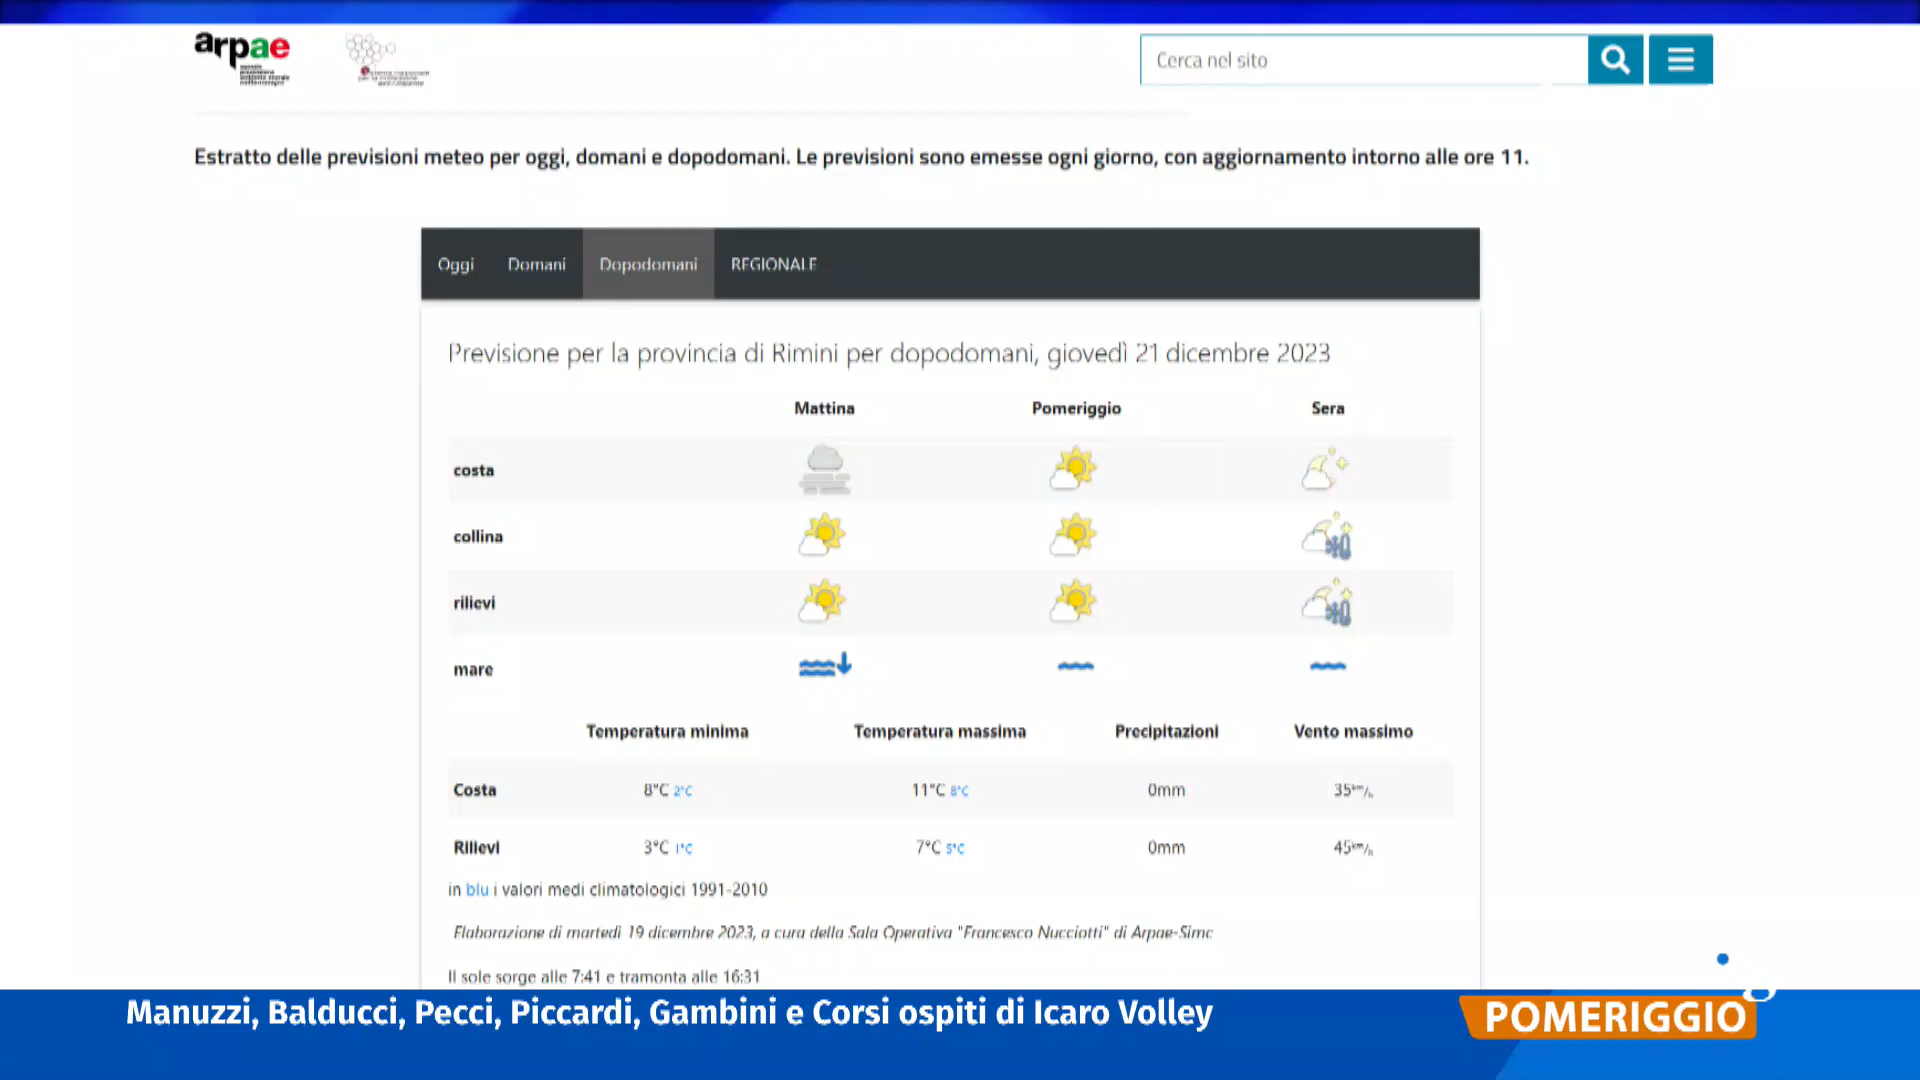 arpae
Cerca nel sito
Estratto delle previsioni meteo per oggi, domani e dopodomani. Le previsioni sono emesse ogni giorno, con aggiornamento intorno alle ore 11.
Oggi Domani Dopodomani REGIONALE
Previsione per la provincia di Rimini per dopodomani, giovedì 21 dicembre 2023
Mattina Pomeriggio Sera
costa
collina
rilievi
mare
Temperatura minima Temperatura massima Precipitazioni Vento massimo
Costa 8°C 2°C 11°C 8°C 0mm 35km/h
Rilievi 3°C 1°C 7°C 5°C 0mm 45km/h
in blu i valori medi climatologici 1991-2010
Elaborazione di martedì 19 dicembre 2023, a cura della Sala Operativa "Francesco Nucciotti" di Arpae-Simc
Il sole sorge alle 7:41 e tramonta alle 16:31
Manuzzi, Balducci, Pecci, Piccardi, Gambini e Corsi ospiti di Icaro Volley
POMERIGGIO